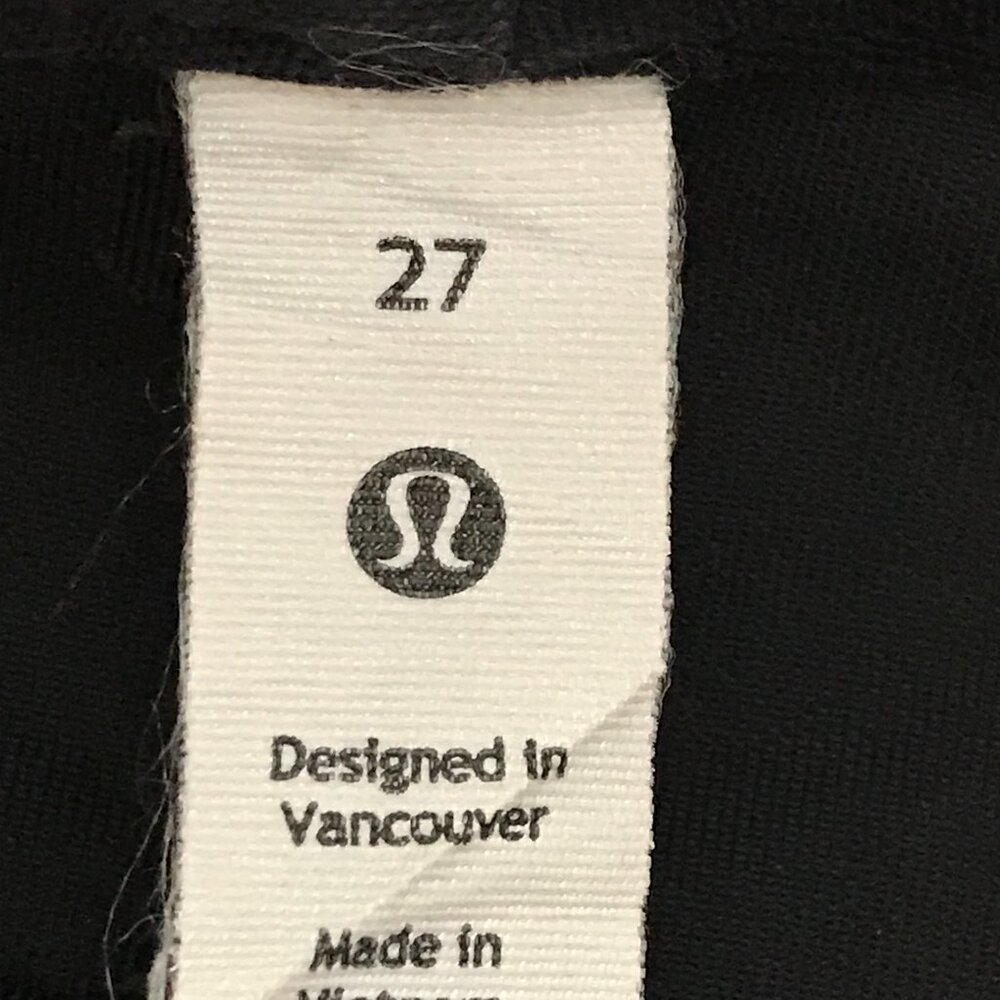 27
Designed in
Vancouver
Made in